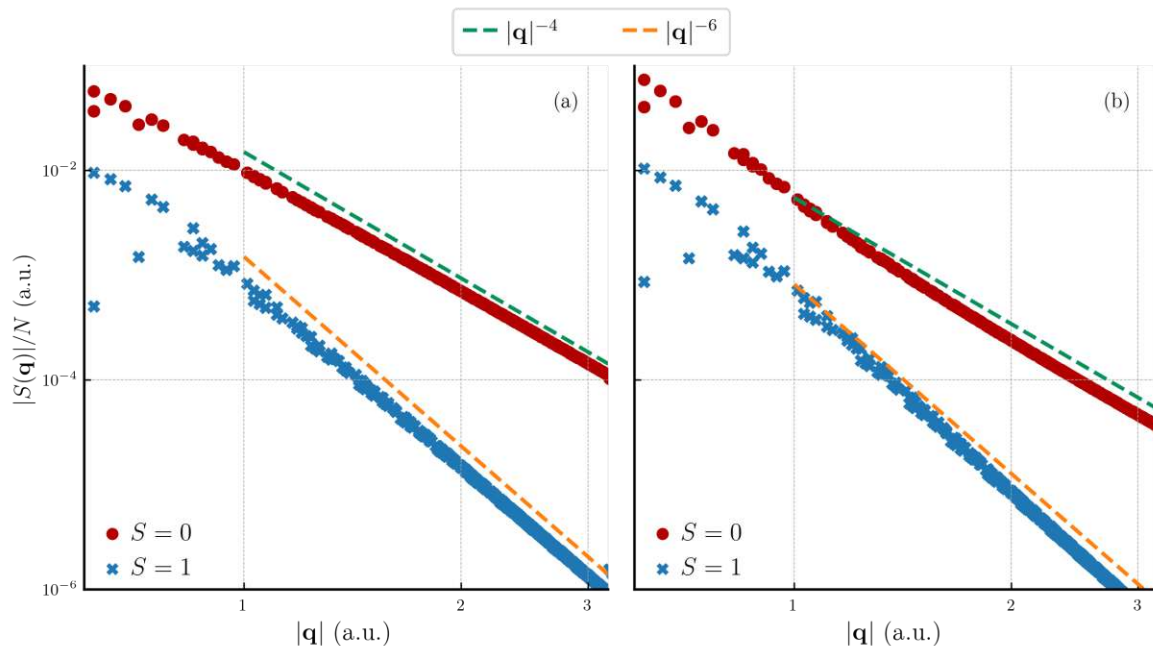 |q|⁻⁴ |q|⁻⁶
(a) (b)
10⁻²
10⁻⁴
10⁻⁶
|S(q)|/N (a.u.)
S = 0 S = 0
S = 1 S = 1
1 2 3 1 2 3
|q| (a.u.) |q| (a.u.)